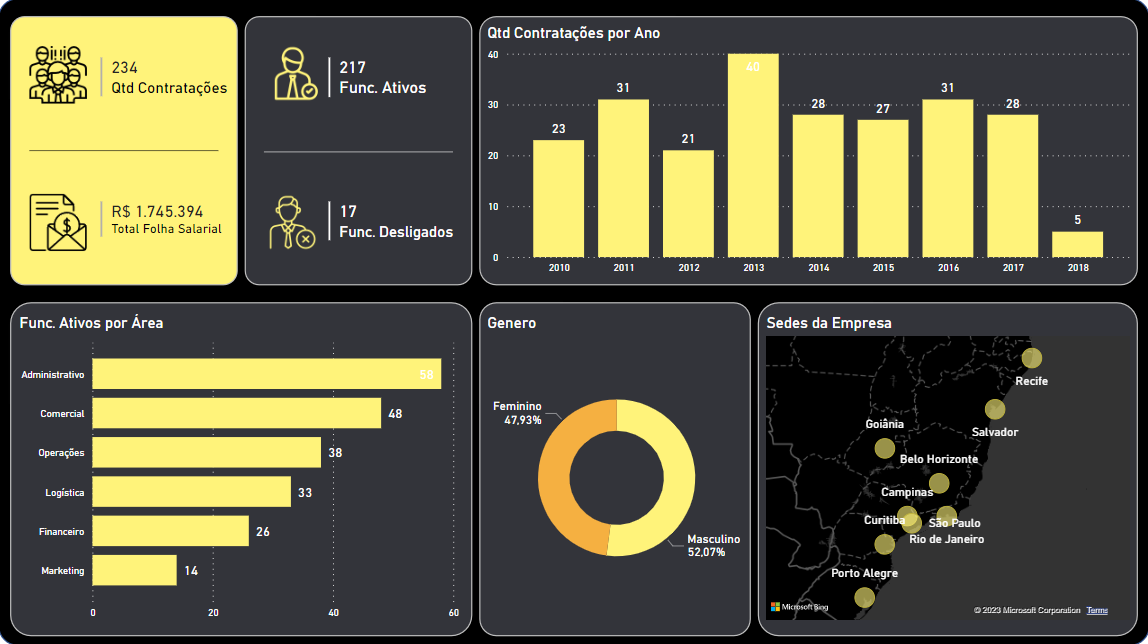 234
Qtd Contratações
R$ 1.745.394
Total Folha Salarial
217
Func. Ativos
17
Func. Desligados
Qtd Contratações por Ano
40
30
20
10
0
23
31
21
40
28
27
31
28
5
2010
2011
2012
2013
2014
2015
2016
2017
2018
Func. Ativos por Área
Administrativo
58
Comercial
48
Operações
38
Logística
33
Financeiro
26
Marketing
14
0
20
40
60
Genero
Feminino
47,93%
Masculino
52,07%
Sedes da Empresa
Recife
Goiânia
Salvador
Belo Horizonte
Campinas
Curitiba
São Paulo
Rio de Janeiro
Porto Alegre
Microsoft Bing
© 2023 Microsoft Corporation Terms